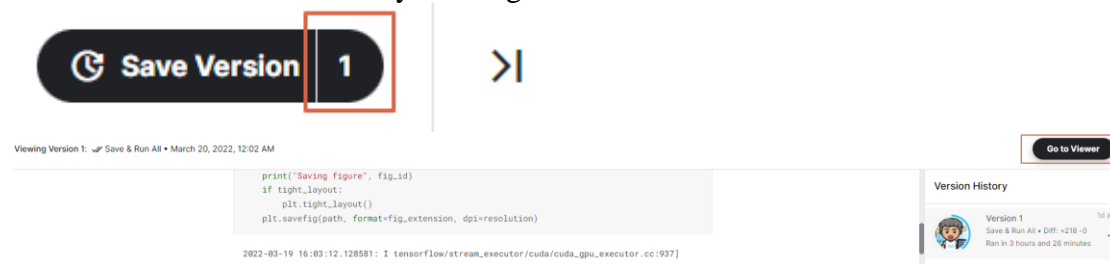 Save Version 1
Viewing Version 1: Save & Run All • March 20, 2022, 12:02 AM
Go to Viewer
print("Saving figure", fig_id)
if tight_layout:
plt.tight_layout()
plt.savefig(path, format=fig_extension, dpi=resolution)
2022-03-19 16:03:12.128581: I tensorflow/stream_executor/cuda/cuda_gpu_executor.cc:937]
Version History
Version 1
1d a
Save & Run All • Diff: +218 -0
Ran in 3 hours and 26 minutes